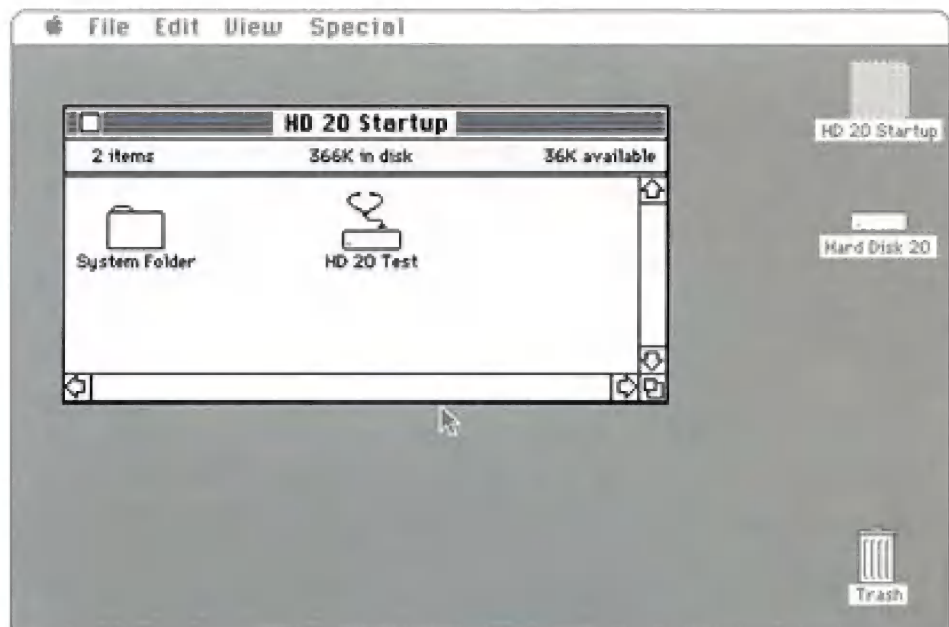 File Edit View Special
HD 20 Startup
2 items 366K in disk 36K available
System Folder HD 20 Test
HD 20 Startup
Hard Disk 20
Trash